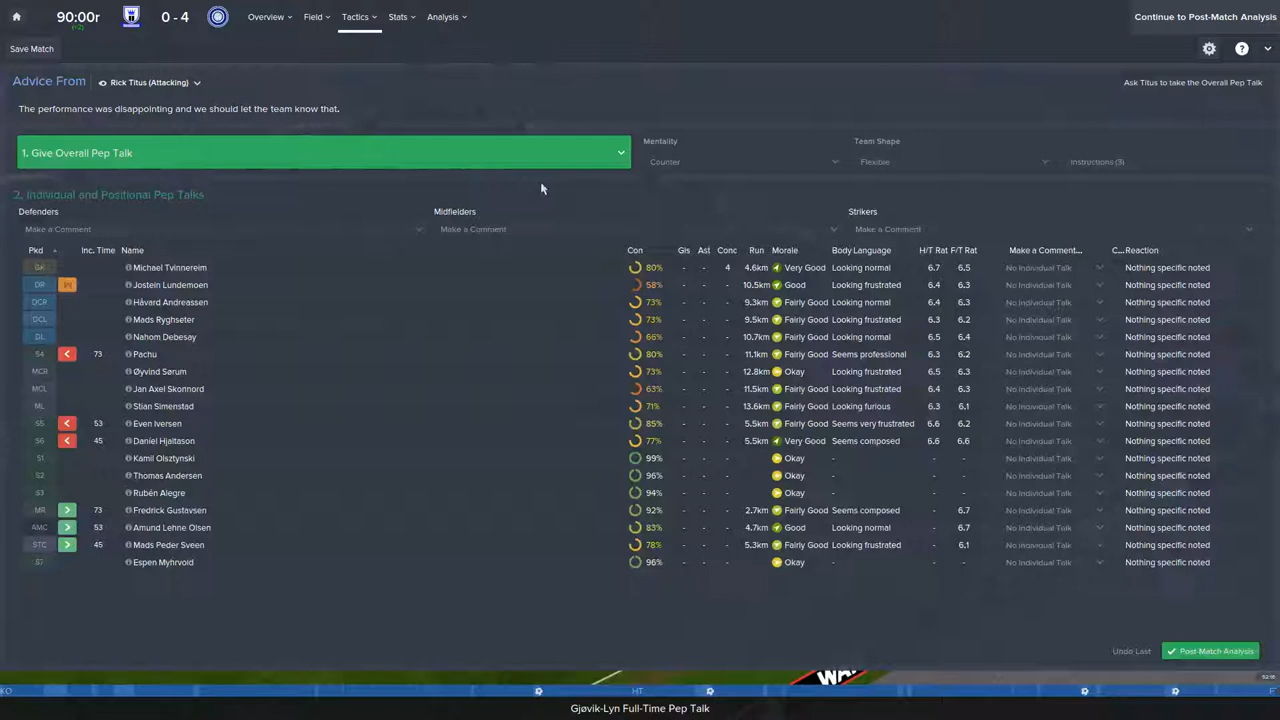 90:00r
(+2)
0 - 4
Overview
Field
Tactics
Stats
Analysis
Continue to Post-Match Analysis
Save Match
Advice From
Rick Titus (Attacking)
Ask Titus to take the Overall Pep Talk
The performance was disappointing and we should let the team know that.
1. Give Overall Pep Talk
Mentality
Team Shape
Counter
Flexible
Instructions (3)
2. Individual and Positional Pep Talks
Defenders
Midfielders
Strikers
Make a Comment
Make a Comment
Make a Comment
Pkd Inc. Time Name Con Gls Ast Conc Run Morale Body Language H/T Rat F/T Rat Make a Comment... C... Reaction
GK Michael Tvinnereim 80% - - 4 4.6km Very Good Looking normal 6.7 6.5 No Individual Talk Nothing specific noted
DR Inj Jostein Lundemoen 58% - - - 10.5km Good Looking frustrated 6.4 6.3 No Individual Talk Nothing specific noted
DCR Håvard Andreassen 73% - - - 9.3km Fairly Good Looking normal 6.4 6.3 No Individual Talk Nothing specific noted
DCL Mads Ryghseter 73% - - - 9.5km Fairly Good Looking frustrated 6.3 6.2 No Individual Talk Nothing specific noted
DL Nahom Debesay 66% - - - 10.7km Fairly Good Looking normal 6.5 6.4 No Individual Talk Nothing specific noted
S4 73 Pachu 80% - - - 11.1km Fairly Good Seems professional 6.3 6.2 No Individual Talk Nothing specific noted
MCR Øyvind Sørum 73% - - - 12.8km Okay Looking frustrated 6.5 6.3 No Individual Talk Nothing specific noted
MCL Jan Axel Skonnord 63% - - - 11.5km Fairly Good Looking frustrated 6.4 6.3 No Individual Talk Nothing specific noted
ML Stian Simenstad 71% - - - 13.6km Fairly Good Looking furious 6.3 6.1 No Individual Talk Nothing specific noted
S5 53 Even Iversen 85% - - - 5.5km Fairly Good Seems very frustrated 6.6 6.2 No Individual Talk Nothing specific noted
S6 45 Daníel Hjaltason 77% - - - 5.5km Very Good Seems composed 6.6 6.6 No Individual Talk Nothing specific noted
S1 Kamil Olsztynski 99% - - - Okay - - - No Individual Talk Nothing specific noted
S2 Thomas Andersen 96% - - - Okay - - - No Individual Talk Nothing specific noted
S3 Rubén Alegre 94% - - - Okay - - - No Individual Talk Nothing specific noted
MR 73 Fredrick Gustavsen 92% - - - 2.7km Fairly Good Seems composed - 6.7 No Individual Talk Nothing specific noted
AMC 53 Amund Lehne Olsen 83% - - - 4.7km Good Looking normal - 6.7 No Individual Talk Nothing specific noted
STC 45 Mads Peder Sveen 78% - - - 5.3km Fairly Good Looking frustrated - 6.1 No Individual Talk Nothing specific noted
S7 Espen Myhrvold 96% - - - Okay - - - No Individual Talk Nothing specific noted
Undo Last
Post-Match Analysis
WA
KO
HT
F
Gjøvik-Lyn Full-Time Pep Talk